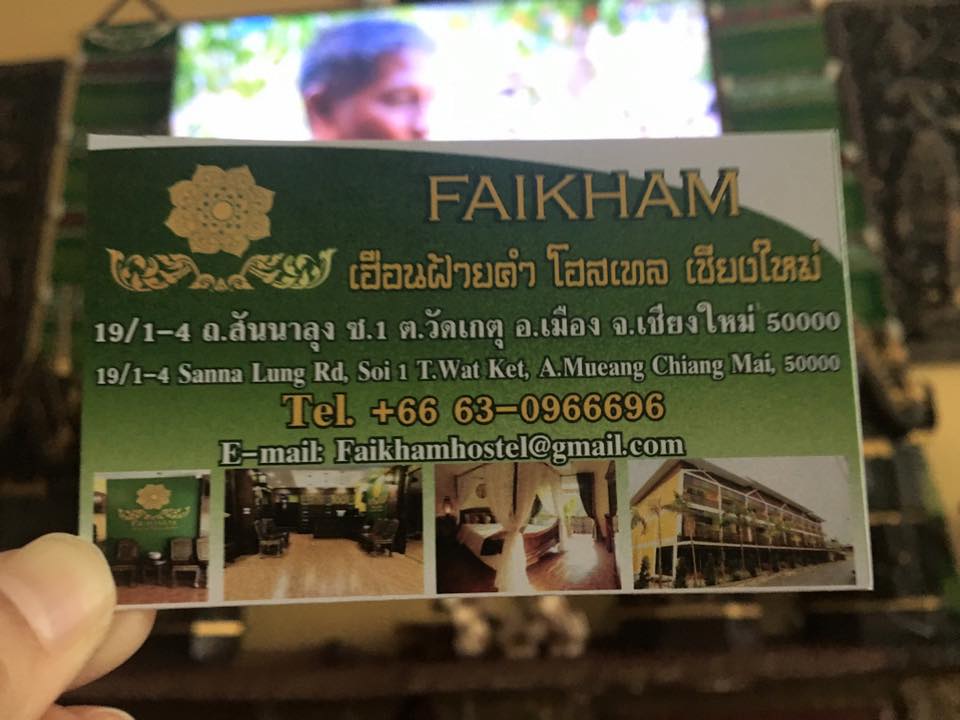 FAIKHAM
เฮือนฝ้ายคำ โฮสเทล เชียงใหม่
19/1-4 ถ.สันนาลุง ซ.1 ต.วัดเกตุ อ.เมือง จ.เชียงใหม่ 50000
19/1-4 Sanna Lung Rd, Soi 1 T.Wat Ket, A.Mueang Chiang Mai, 50000
Tel. +66 63-0966696
E-mail: Faikhamhostel@gmail.com